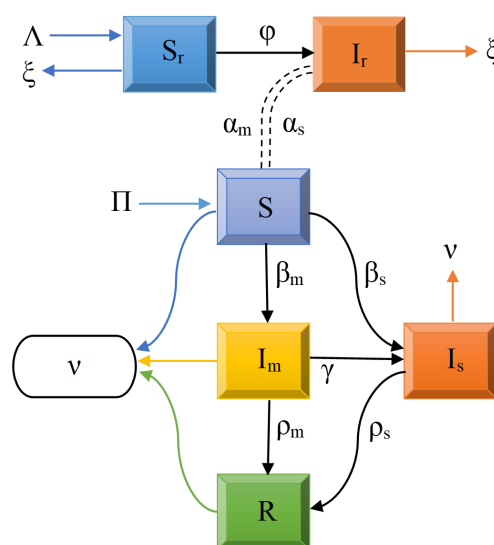 Λ
ξ
S_r
φ
I_r
ξ
α_m
α_s
Π
S
β_m
β_s
ν
ν
I_m
γ
I_s
ρ_m
ρ_s
R